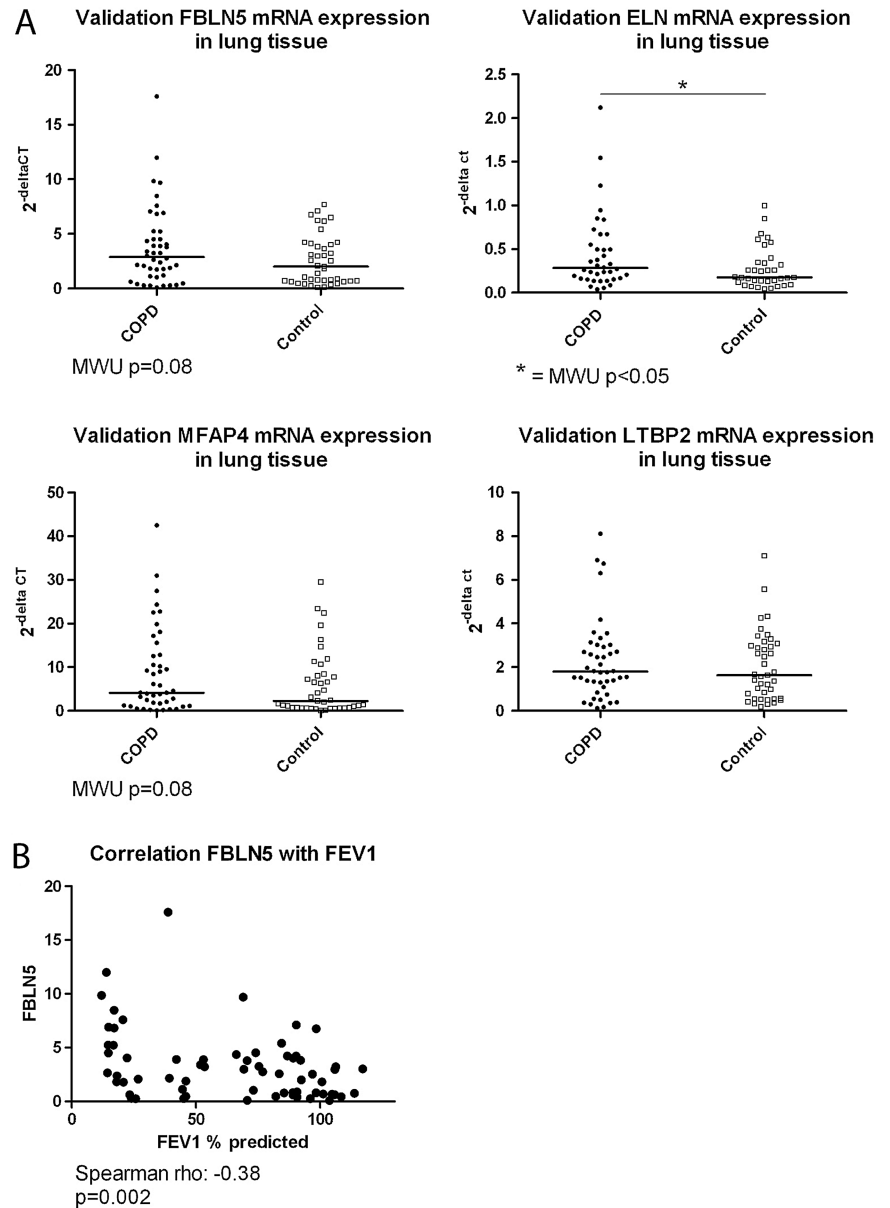 A
Validation FBLN5 mRNA expression
in lung tissue
20
15
10
5
0
2-deltaCT
COPD
Control
MWU p=0.08
Validation ELN mRNA expression
in lung tissue
2.5
2.0
1.5
1.0
0.5
0.0
2-delta ct
*
COPD
Control
* = MWU p<0.05
Validation MFAP4 mRNA expression
in lung tissue
50
40
30
20
10
0
2-delta CT
COPD
Control
MWU p=0.08
Validation LTBP2 mRNA expression
in lung tissue
10
8
6
4
2
0
2-delta ct
COPD
Control
B
Correlation FBLN5 with FEV1
20
15
10
5
0
FBLN5
0 50 100
FEV1 % predicted
Spearman rho: -0.38
p=0.002